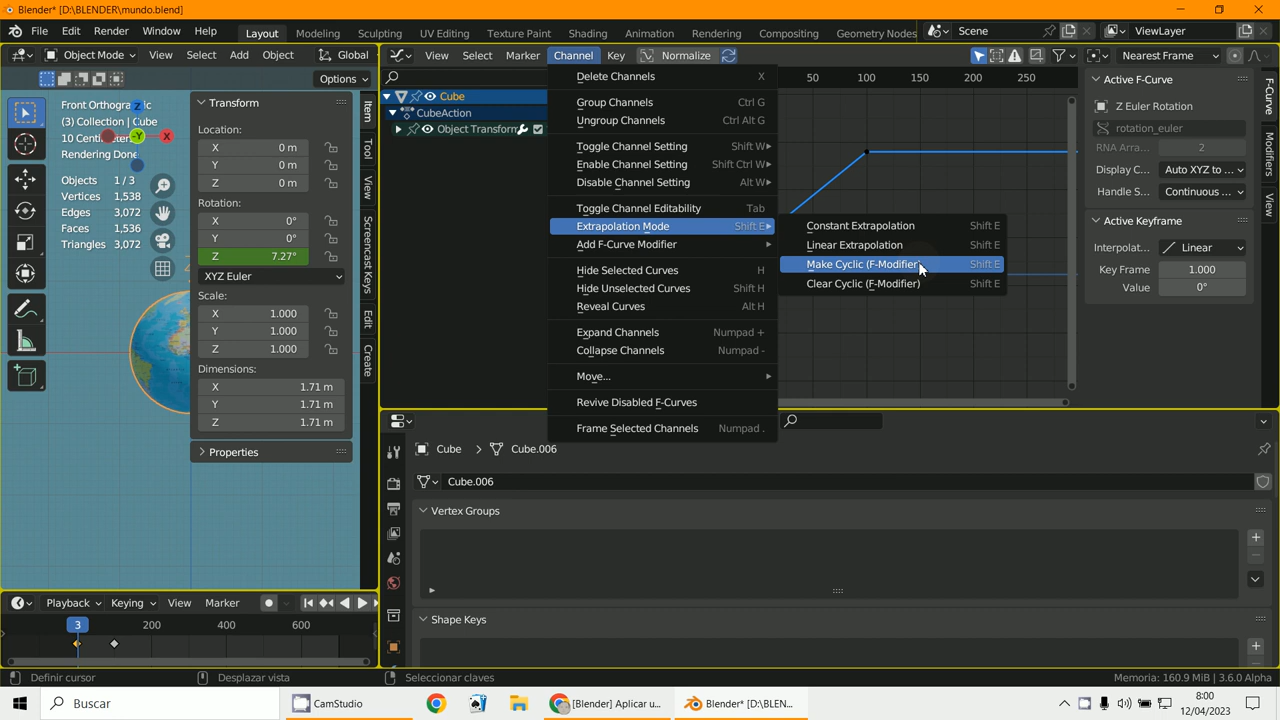 Blender* [D:\BLENDER\mundo.blend]
File Edit Render Window Help Layout Modeling Sculpting UV Editing Texture Paint Shading Animation Rendering Compositing Geometry Nodes Scene ViewLayer
Object Mode View Select Add Object Global
View Select Marker Channel Key Normalize Nearest Frame
Options
Front Orthogra c
(3) Collection | Cube
10 Centimeter
Rendering Done
Objects 1 / 3
Vertices 1,538
Edges 3,072
Faces 1,536
Triangles 3,072
Z
-Y
X
Transform
Location:
X 0 m
Y 0 m
Z 0 m
Rotation:
X 0°
Y 0°
Z 7.27°
XYZ Euler
Scale:
X 1.000
Y 1.000
Z 1.000
Dimensions:
X 1.71 m
Y 1.71 m
Z 1.71 m
Properties
Item
Tool
View
Screencast Keys
Edit
Create
Cube
CubeAction
Object Transform
Delete Channels X
Group Channels Ctrl G
Ungroup Channels Ctrl Alt G
Toggle Channel Setting Shift W
Enable Channel Setting Shift Ctrl W
Disable Channel Setting Alt W
Toggle Channel Editability Tab
Extrapolation Mode Shift E
Add F-Curve Modifier
Hide Selected Curves H
Hide Unselected Curves Shift H
Reveal Curves Alt H
Expand Channels Numpad +
Collapse Channels Numpad -
Move...
Revive Disabled F-Curves
Frame Selected Channels Numpad .
Constant Extrapolation Shift E
Linear Extrapolation Shift E
Make Cyclic (F-Modifier) Shift E
Clear Cyclic (F-Modifier) Shift E
50 100 150 200 250
Active F-Curve
Z Euler Rotation
rotation_euler
RNA Arra... 2
Display C... Auto XYZ to ...
Handle S... Continuous ...
Active Keyframe
Interpolat... Linear
Key Frame 1.000
Value 0°
F-Curve
Modifiers
View
Cube > Cube.006
Cube.006
Vertex Groups
Shape Keys
Playback Keying View Marker
3 200 400 600
Definir cursor Desplazar vista Seleccionar claves Memoria: 160.9 MiB | 3.6.0 Alpha
Buscar CamStudio [Blender] Aplicar u... Blender* [D:\BLEN...
8:00
12/04/2023